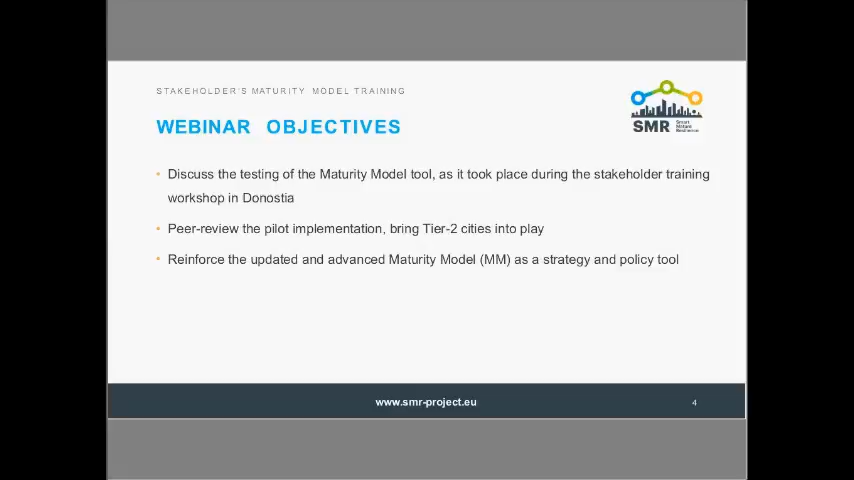 STAKEHOLDER'S MATURITY MODEL TRAINING
WEBINAR OBJECTIVES
SMR Smart
Mature
Resilience
• Discuss the testing of the Maturity Model tool, as it took place during the stakeholder training
workshop in Donostia
• Peer-review the pilot implementation, bring Tier-2 cities into play
• Reinforce the updated and advanced Maturity Model (MM) as a strategy and policy tool
www.smr-project.eu
4